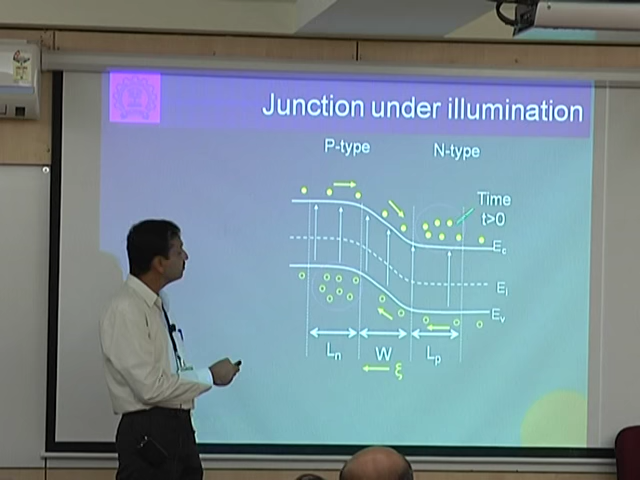 Junction under illumination
P-type
N-type
Time
t>0
Ec
Ei
Ev
Ln
W
Lp
ξ